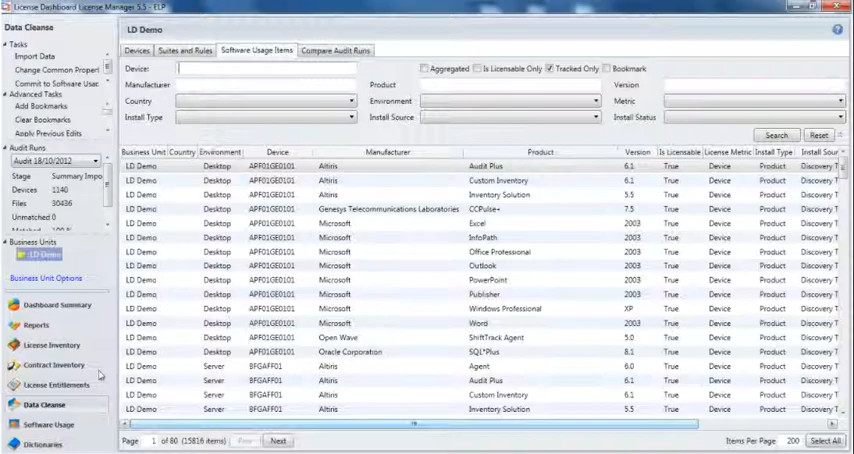 License Dashboard License Manager 5.5 - ELP
Data Cleanse
Tasks
Import Data
Change Common Propert
Commit to Software Usac
Advanced Tasks
Add Bookmarks
Clear Bookmarks
Apply Previous Edits
Audit Runs
Audit 18/10/2012
Stage Summary Impo
Devices 1140
Files 30436
Unmatched 0
Matched 100 %
Business Units
LD Demo
Business Unit Options
Dashboard Summary
Reports
License Inventory
Contract Inventory
License Entitlements
Data Cleanse
Software Usage
Dictionaries
LD Demo
Devices Suites and Rules Software Usage Items Compare Audit Runs
Device: Aggregated Is Licensable Only Tracked Only Bookmark
Manufacturer Product Version
Country Environment Metric
Install Type Install Source Install Status
Search Reset
Business Unit Country Environment Device Manufacturer Product Version Is Licensable License Metric Install Type Install Sour
LD Demo Desktop APF01GE0101 Altiris Audit Plus 6.1 True Device Product Discovery T
LD Demo Desktop APF01GE0101 Altiris Custom Inventory 6.1 True Device Product Discovery T
LD Demo Desktop APF01GE0101 Altiris Inventory Solution 5.5 True Device Product Discovery T
LD Demo Desktop APF01GE0101 Genesys Telecommunications Laboratories CCPulse+ 7.5 True Device Product Discovery T
LD Demo Desktop APF01GE0101 Microsoft Excel 2003 True Device Product Discovery T
LD Demo Desktop APF01GE0101 Microsoft InfoPath 2003 True Device Product Discovery T
LD Demo Desktop APF01GE0101 Microsoft Office Professional 2003 True Device Product Discovery T
LD Demo Desktop APF01GE0101 Microsoft Outlook 2003 True Device Product Discovery T
LD Demo Desktop APF01GE0101 Microsoft PowerPoint 2003 True Device Product Discovery T
LD Demo Desktop APF01GE0101 Microsoft Publisher 2003 True Device Product Discovery T
LD Demo Desktop APF01GE0101 Microsoft Windows Professional XP True Device Product Discovery T
LD Demo Desktop APF01GE0101 Microsoft Word 2003 True Device Product Discovery T
LD Demo Desktop APF01GE0101 Open Wave ShiftTrack Agent 5.0 True Device Product Discovery T
LD Demo Desktop APF01GE0101 Oracle Corporation SQL*Plus 8.1 True Device Product Discovery T
LD Demo Server BFGAFF01 Altiris Agent 6.0 True Device Product Discovery T
LD Demo Server BFGAFF01 Altiris Audit Plus 6.1 True Device Product Discovery T
LD Demo Server BFGAFF01 Altiris Custom Inventory 6.1 True Device Product Discovery T
LD Demo Server BFGAFF01 Altiris Inventory Solution 5.5 True Device Product Discovery T
Page 1 of 80 (15816 items) Next Items Per Page 200 Select All